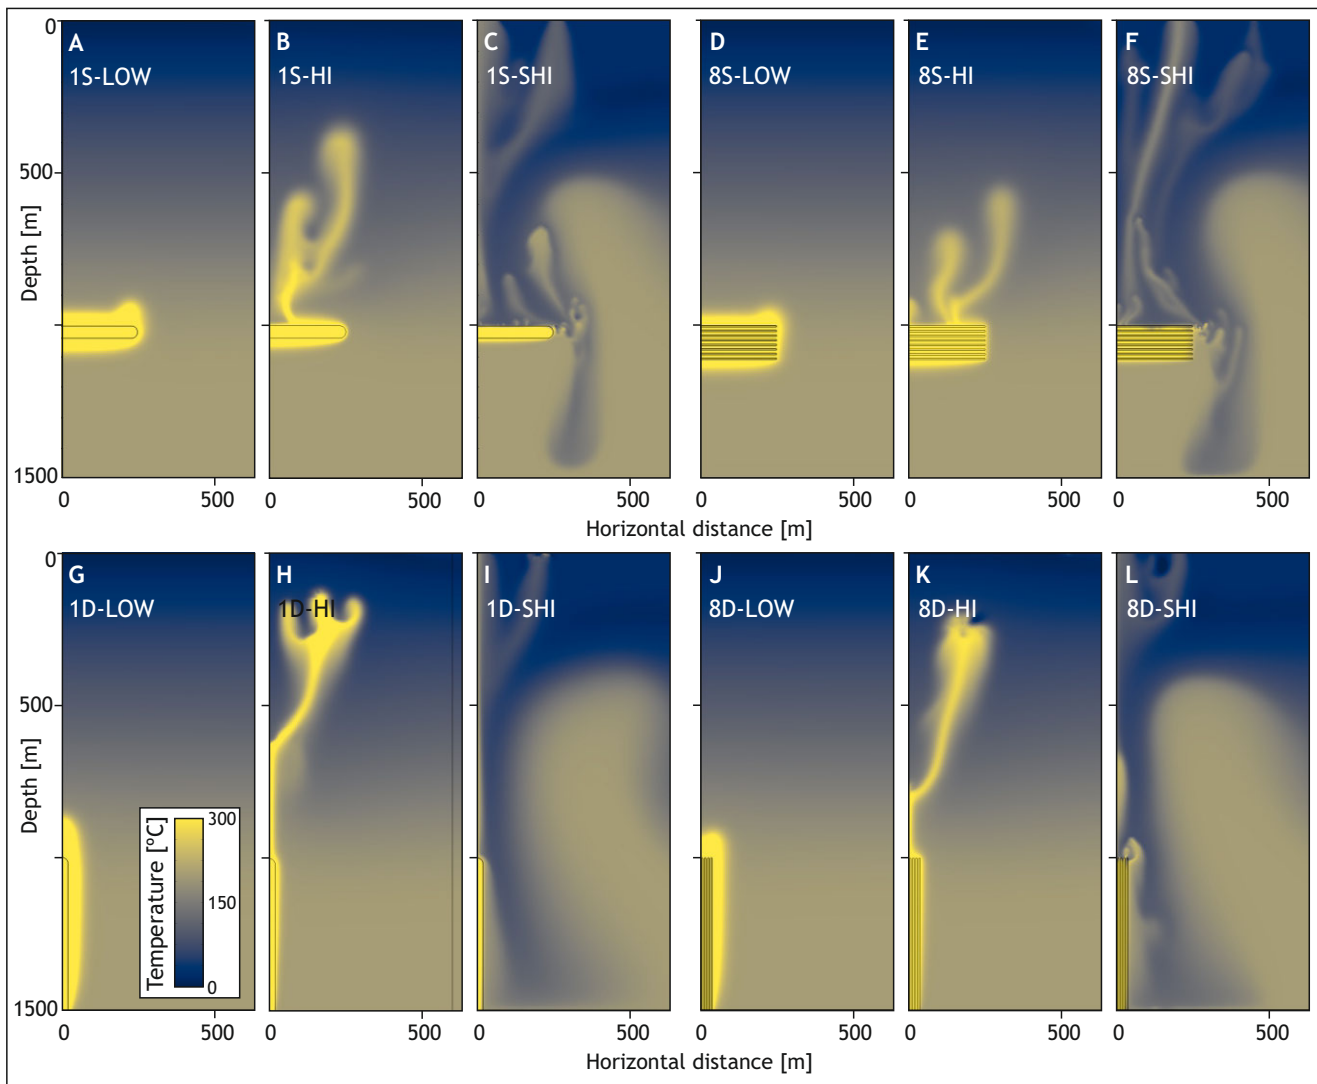 A B C D E F
1S-LOW 1S-HI 1S-SHI 8S-LOW 8S-HI 8S-SHI
0
500
1500
Depth [m]
0 500 0 500 0 500 0 500 0 500 0 500
Horizontal distance [m]
G H I J K L
1D-LOW 1D-HI 1D-SHI 8D-LOW 8D-HI 8D-SHI
0
500
1500
Depth [m]
Temperature [°C]
300
150
0
0 500 0 500 0 500 0 500 0 500 0 500
Horizontal distance [m]